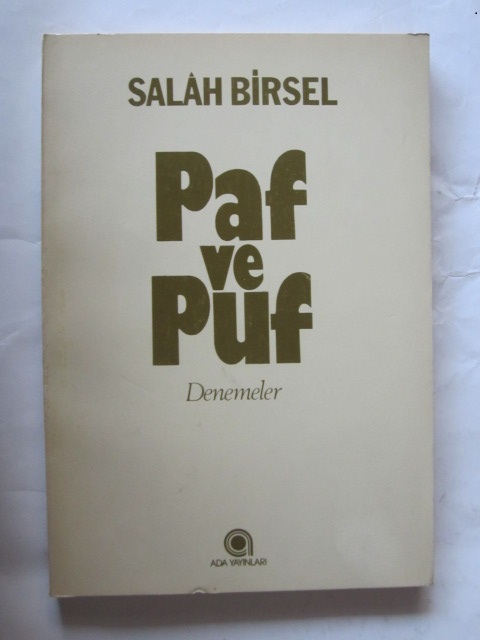 SALÂH BİRSEL
Paf
ve
Puf
Denemeler
ADA YAYINLARI